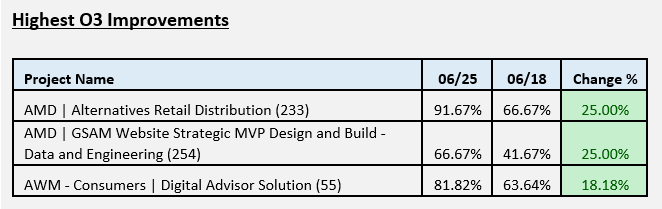 Highest O3 Improvements
Project Name 06/25 06/18 Change %
AMD | Alternatives Retail Distribution (233) 91.67% 66.67% 25.00%
AMD | GSAM Website Strategic MVP Design and Build -
Data and Engineering (254) 66.67% 41.67% 25.00%
AWM - Consumers | Digital Advisor Solution (55) 81.82% 63.64% 18.18%